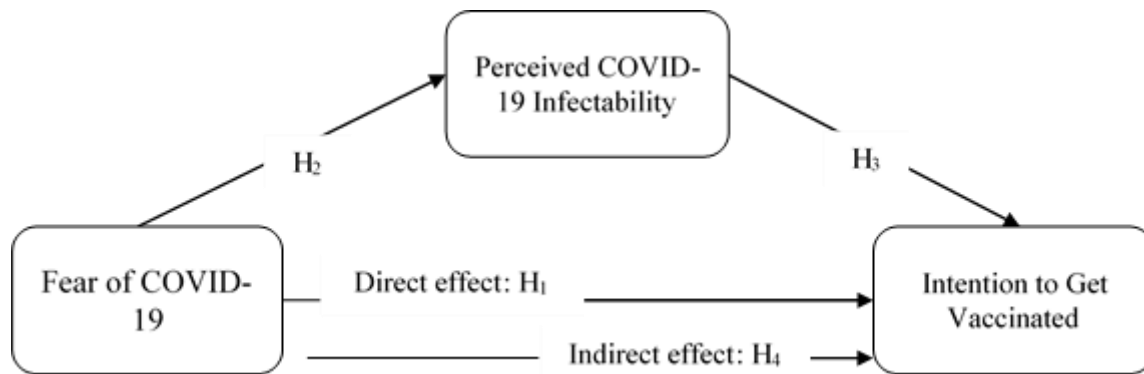 Perceived COVID-
19 Infectability
H₂
H₃
Fear of COVID-
19
Direct effect: H₁
Intention to Get
Vaccinated
Indirect effect: H₄